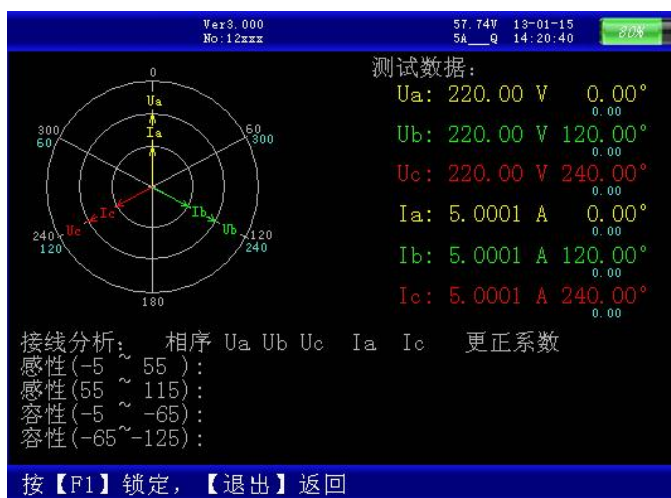 Ver3.000
No:12xxx
57.74V 13-01-15
5A___Q 14:20:40
80%
测试数据:
Ua: 220.00 V 0.00°
0.00
Ub: 220.00 V 120.00°
0.00
Uc: 220.00 V 240.00°
0.00
Ia: 5.0001 A 0.00°
0.00
Ib: 5.0001 A 120.00°
0.00
Ic: 5.0001 A 240.00°
0.00
0
Ua
Ia
300
60
60
300
Ic
Uc
Ib
Ub
240
120
120
240
180
接线分析: 相序 Ua Ub Uc Ia Ic 更正系数
感性(-5 ~ 55 ):
感性(55 ~ 115):
容性(-5 ~ -65):
容性(-65~-125):
按【F1】锁定,【退出】返回